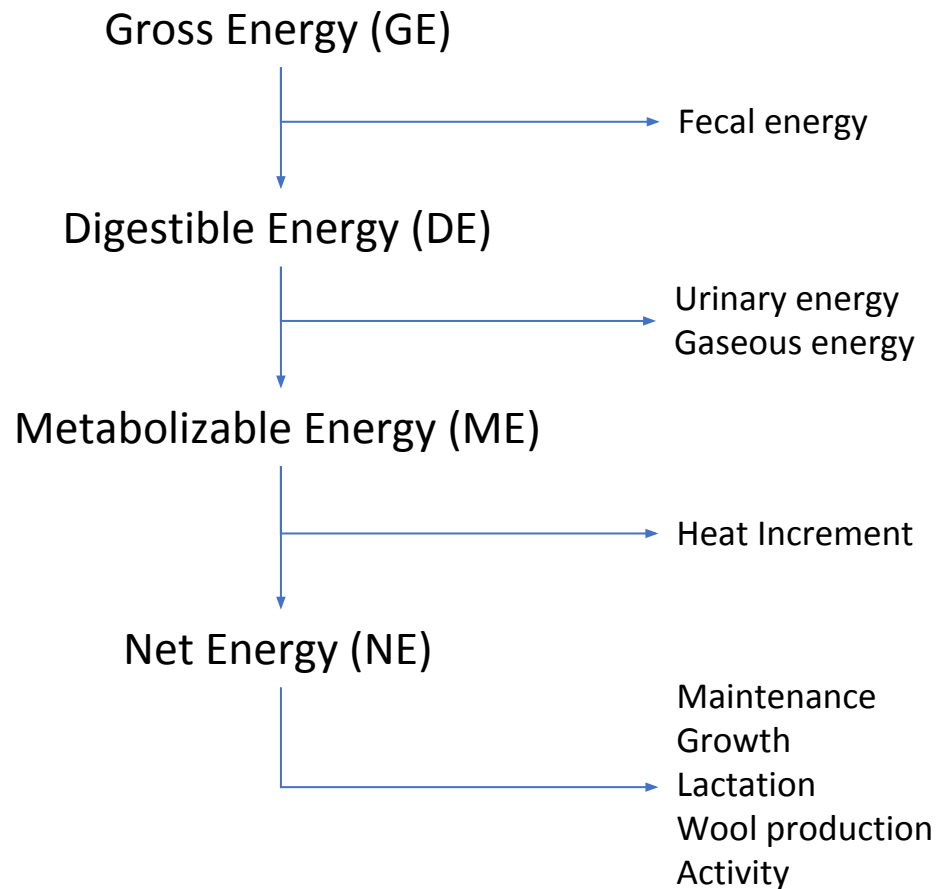 Gross Energy (GE)
Fecal energy
Digestible Energy (DE)
Urinary energy
Gaseous energy
Metabolizable Energy (ME)
Heat Increment
Net Energy (NE)
Maintenance
Growth
Lactation
Wool production
Activity